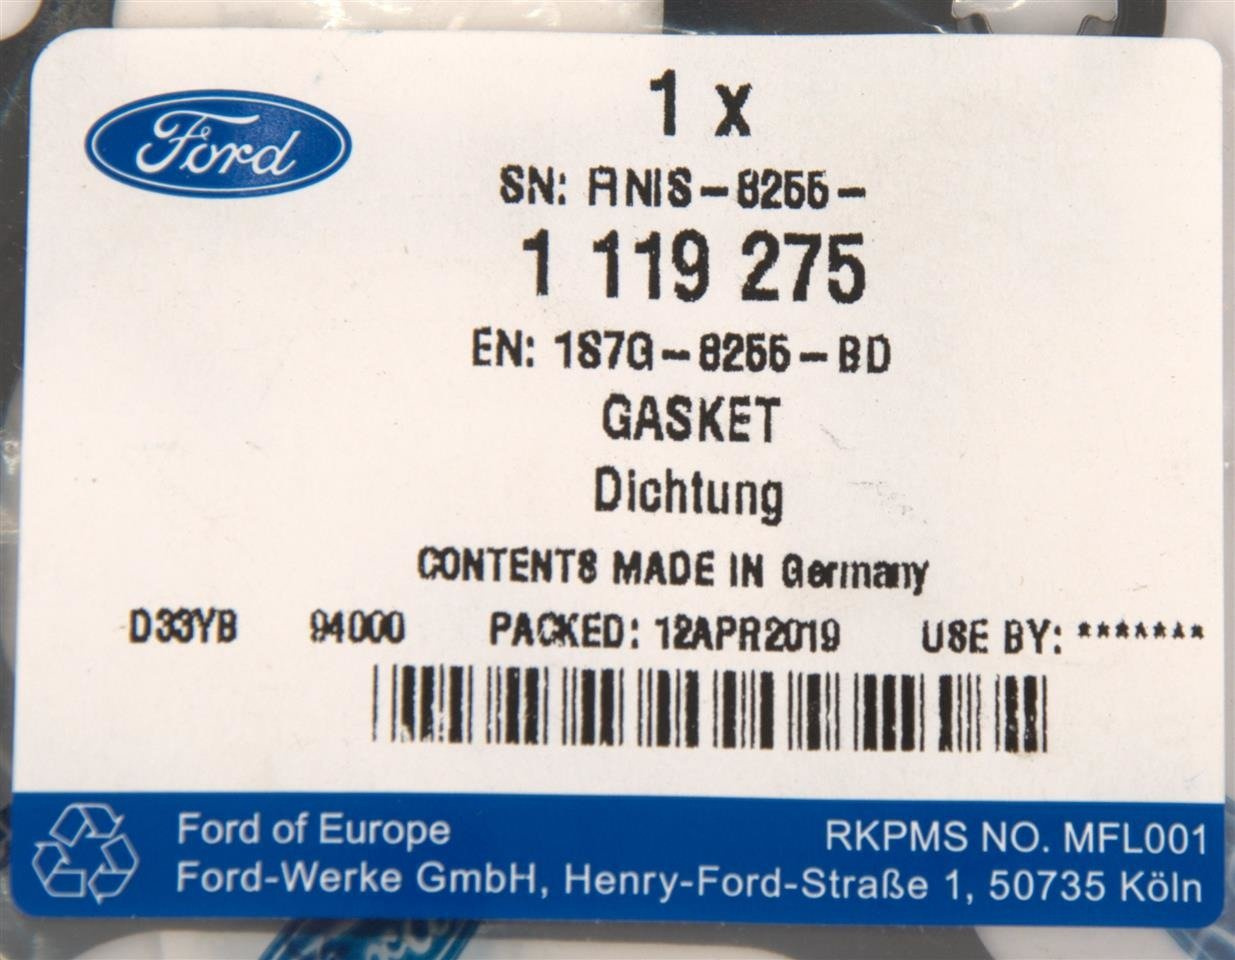 Ford
1 x
SN: RNIS-8255-
1 119 275
EN: 1S7G-8255-BD
GASKET
Dichtung
CONTENTS MADE IN Germany
D33YB 94000 PACKED: 12APR2019 USE BY: *******
Ford of Europe RKPMS NO. MFL001
Ford-Werke GmbH, Henry-Ford-Straße 1, 50735 Köln